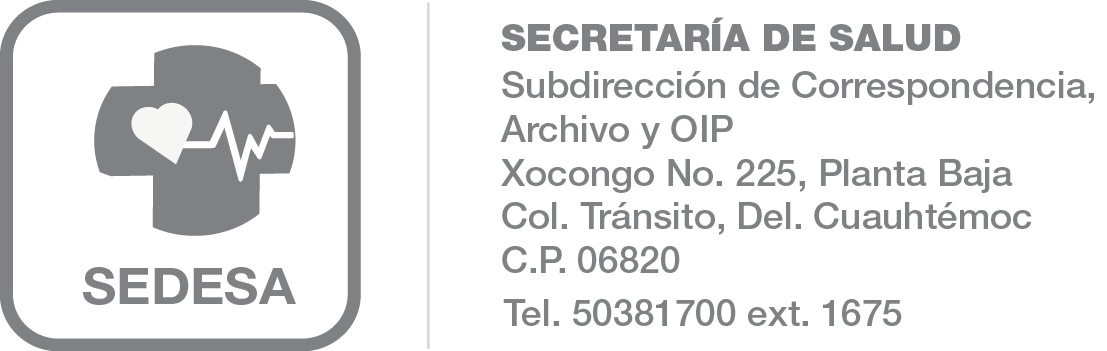 SEDESA
SECRETARÍA DE SALUD
Subdirección de Correspondencia,
Archivo y OIP
Xocongo No. 225, Planta Baja
Col. Tránsito, Del. Cuauhtémoc
C.P. 06820
Tel. 50381700 ext. 1675